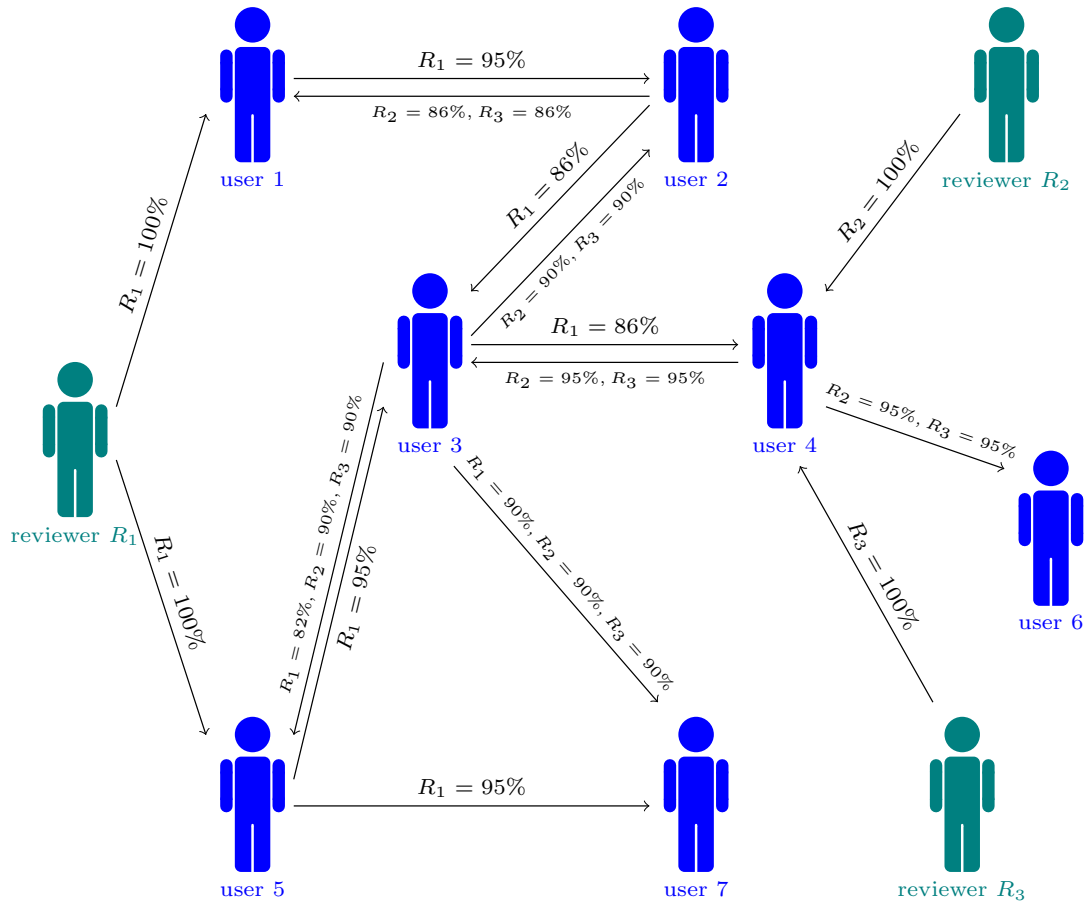 R₁ = 95%
R₂ = 86%, R₃ = 86%
user 1
user 2
reviewer R₂
R₁ = 100%
R₁ = 86%
R₂ = 90%, R₃ = 90%
R₂ = 100%
R₁ = 86%
R₂ = 95%, R₃ = 95%
user 3
user 4
R₂ = 95%, R₃ = 95%
reviewer R₁
R₁ = 100%
R₁ = 82%, R₂ = 90%, R₃ = 90%
R₁ = 95%
R₁ = 90%, R₂ = 90%, R₃ = 90%
R₃ = 100%
user 6
R₁ = 95%
user 5
user 7
reviewer R₃